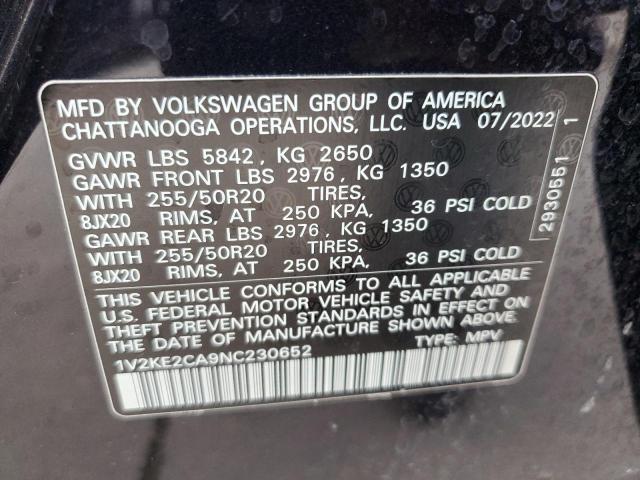 MFD BY VOLKSWAGEN GROUP OF AMERICA
CHATTANOOGA OPERATIONS, LLC. USA 07/2022
GVWR LBS 5842, KG 2650
GAWR FRONT LBS 2976, KG 1350
WITH 255/50R20 TIRES,
8JX20 RIMS, AT 250 KPA, 36 PSI COLD
GAWR REAR LBS 2976, KG 1350
WITH 255/50R20 TIRES,
8JX20 RIMS, AT 250 KPA, 36 PSI COLD
THIS VEHICLE CONFORMS TO ALL APPLICABLE
U.S. FEDERAL MOTOR VEHICLE SAFETY AND
THEFT PREVENTION STANDARDS IN EFFECT ON
THE DATE OF MANUFACTURE SHOWN ABOVE.
1V2KE2CA9NC230652 TYPE: MPV
2930551 1